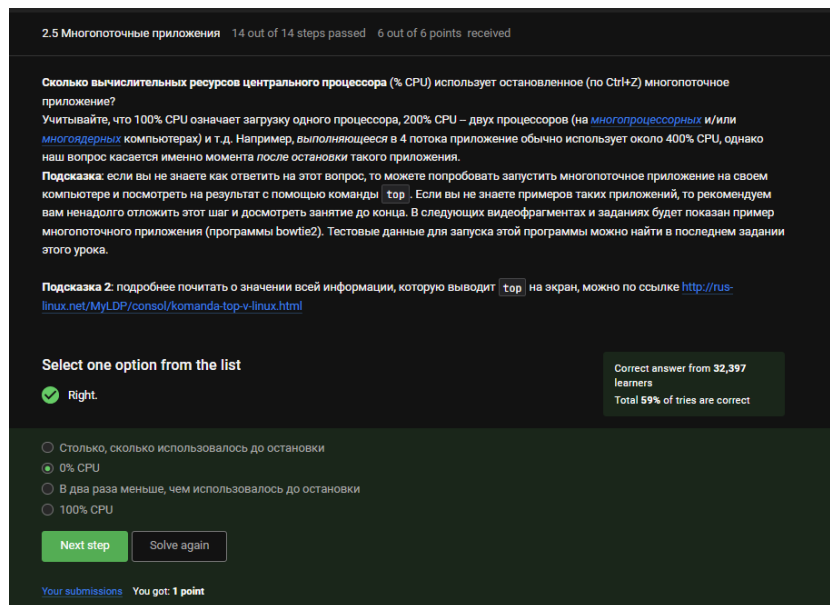 2.5 Многопоточные приложения 14 out of 14 steps passed 6 out of 6 points received
Сколько вычислительных ресурсов центрального процессора (% CPU) использует остановленное (по Ctrl+Z) многопоточное
приложение?
Учитывайте, что 100% CPU означает загрузку одного процессора, 200% CPU – двух процессоров (на многопроцессорных и/или
многоядерных компьютерах) и т.д. Например, выполняющееся в 4 потока приложение обычно использует около 400% CPU, однако
наш вопрос касается именно момента после остановки такого приложения.
Подсказка: если вы не знаете как ответить на этот вопрос, то можете попробовать запустить многопоточное приложение на своем
компьютере и посмотреть на результат с помощью команды top. Если вы не знаете примеров таких приложений, то рекомендуем
вам ненадолго отложить этот шаг и досмотреть занятие до конца. В следующих видеофрагментах и заданиях будет показан пример
многопоточного приложения (программы bowtie2). Тестовые данные для запуска этой программы можно найти в последнем задании
этого урока.
Подсказка 2: подробнее почитать о значении всей информации, которую выводит top на экран, можно по ссылке http://rus-
linux.net/MyLDP/consol/komanda-top-v-linux.html
Select one option from the list
Right.
Correct answer from 32,397
learners
Total 59% of tries are correct
Столько, сколько использовалось до остановки
0% CPU
В два раза меньше, чем использовалось до остановки
100% CPU
Next step Solve again
Your submissions You got: 1 point